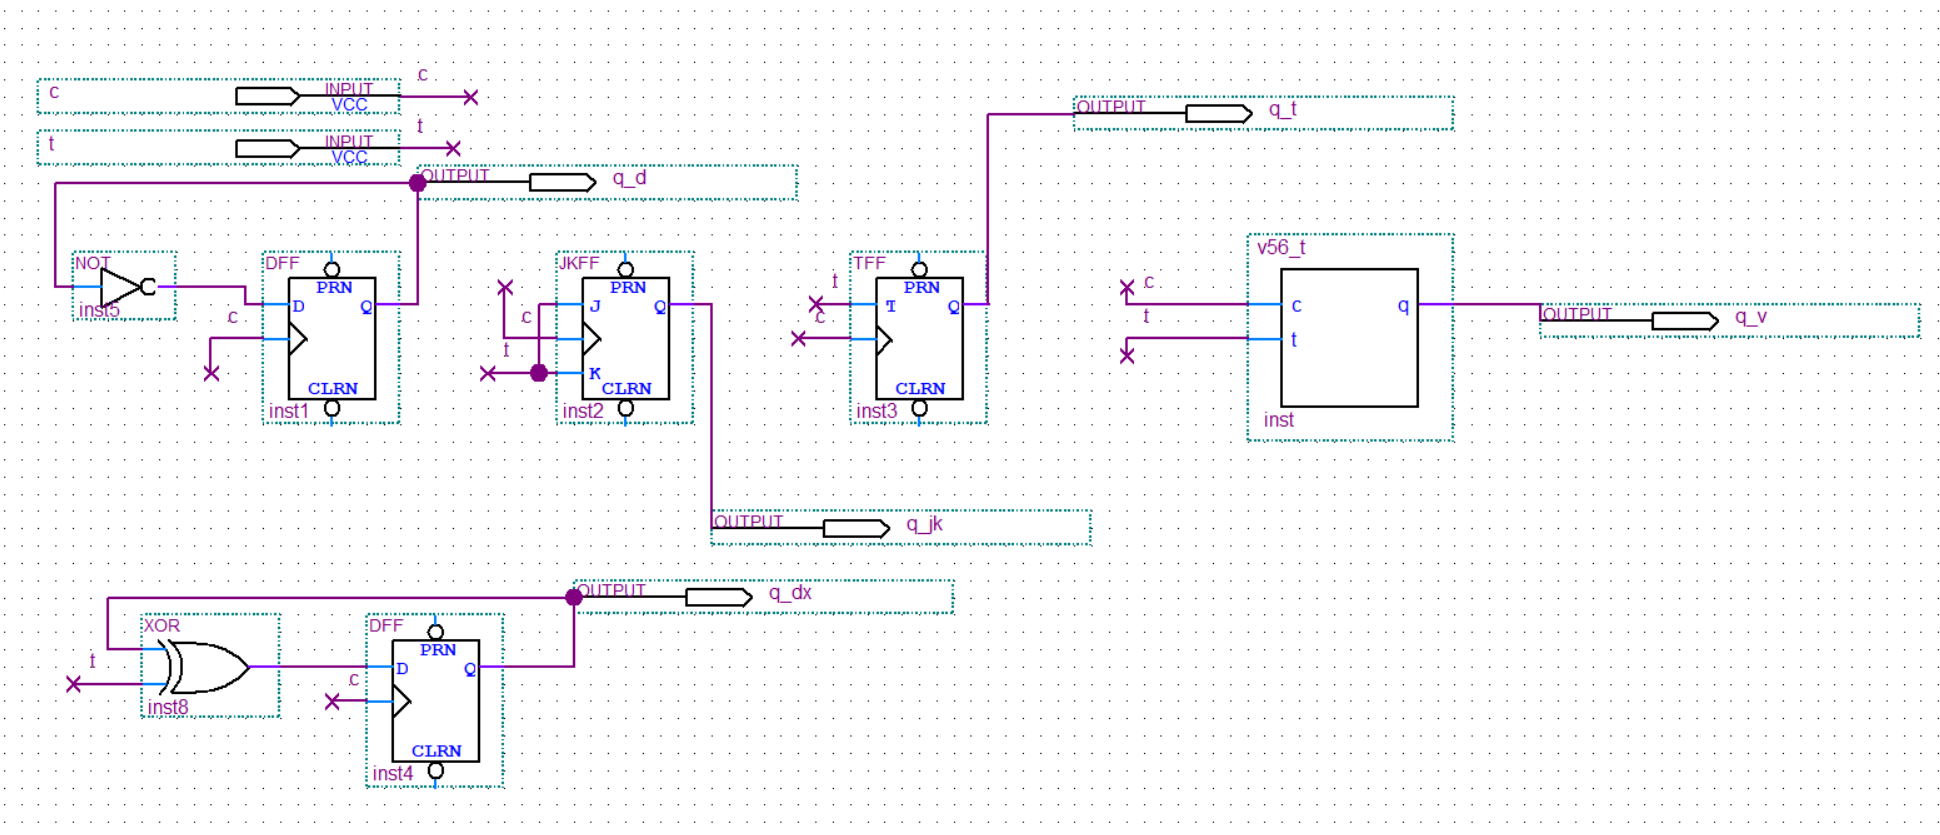 c
c INPUT
VCC
t
t INPUT
VCC
OUTPUT q_d
OUTPUT q_t
NOT
inst5
DFF
PRN
D Q
c
CLRN
inst1
JKFF
PRN
J Q
c
t
K
CLRN
inst2
TFF
PRN
t
T Q
c
CLRN
inst3
v56_t
c
c q
t
t
inst
OUTPUT q_v
OUTPUT q_jk
OUTPUT q_dx
XOR
t
inst8
DFF
PRN
D Q
c
CLRN
inst4